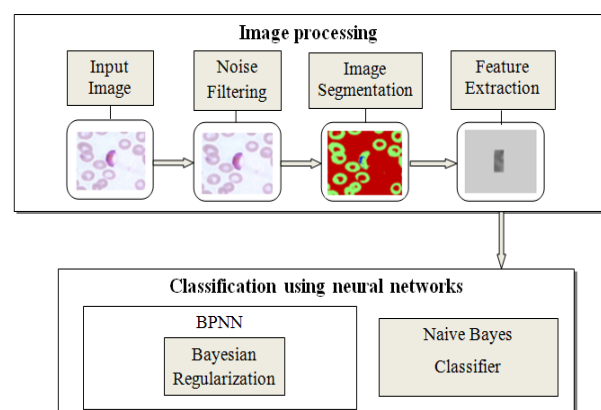 Image processing
Input
Image
Noise
Filtering
Image
Segmentation
Feature
Extraction
Classification using neural networks
BPNN
Bayesian
Regularization
Naive Bayes
Classifier